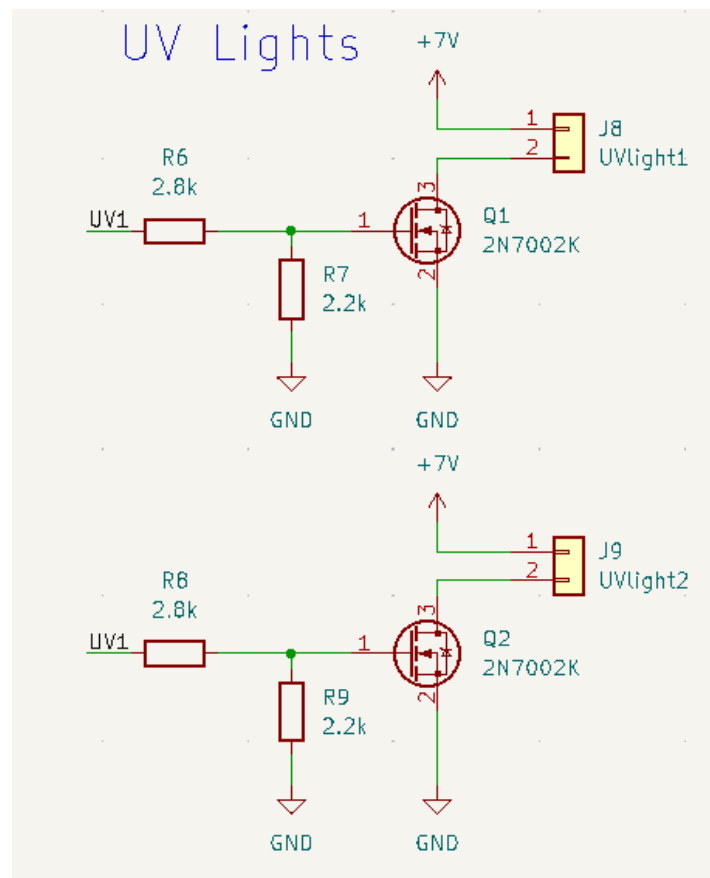 UV Lights
+7V
1
J8
2
UVlight1
R6
2.8k
3
UV1
1
Q1
2N7002K
R7
2.2k
2
GND
GND
+7V
1
J9
2
UVlight2
R8
2.8k
3
UV1
1
Q2
2N7002K
R9
2.2k
2
GND
GND